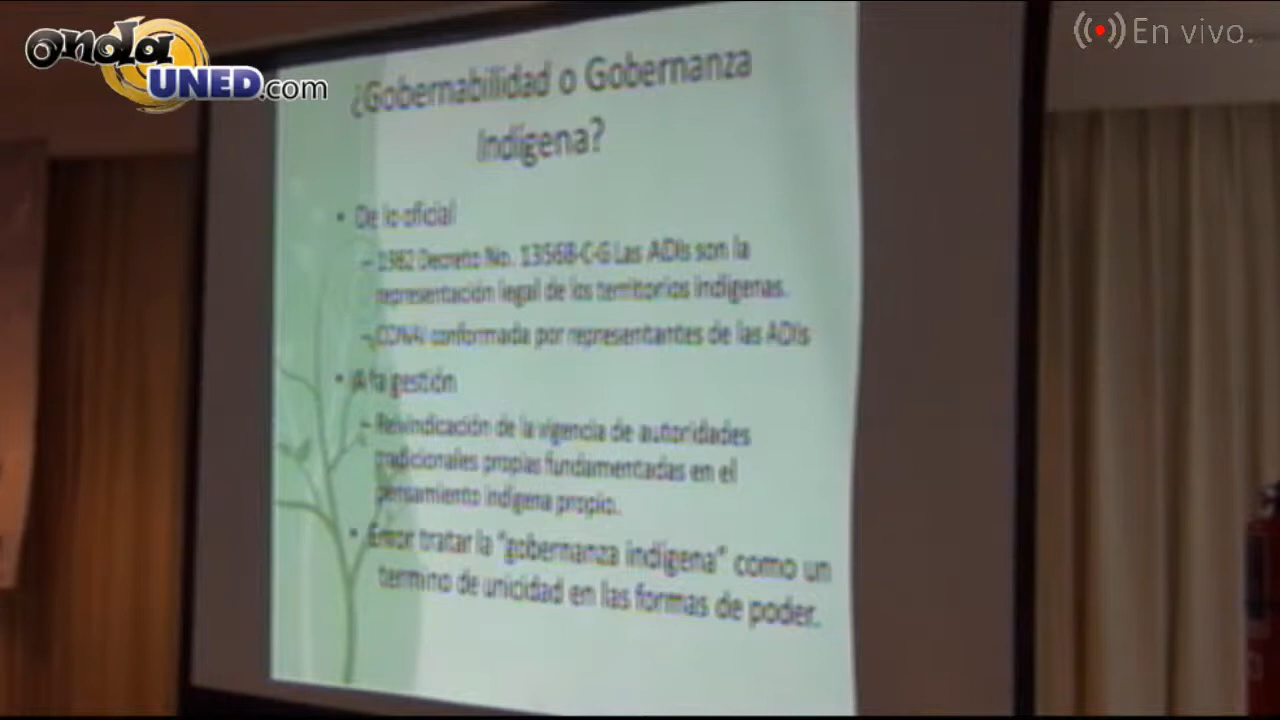 onda
UNED.com
En vivo.
¿Gobernabilidad o Gobernanza
Indígena?
• De lo oficial
– 1982 Decreto No. 13568-C-G Las ADIs son la
representación legal de los territorios indígenas.
– CONAI conformada por representantes de las ADIs
• A la gestión
– Reivindicación de la vigencia de autoridades
tradicionales propias fundamentadas en el
pensamiento indígena propio.
• Error tratar la "gobernanza indígena" como un
termino de unicidad en las formas de poder.